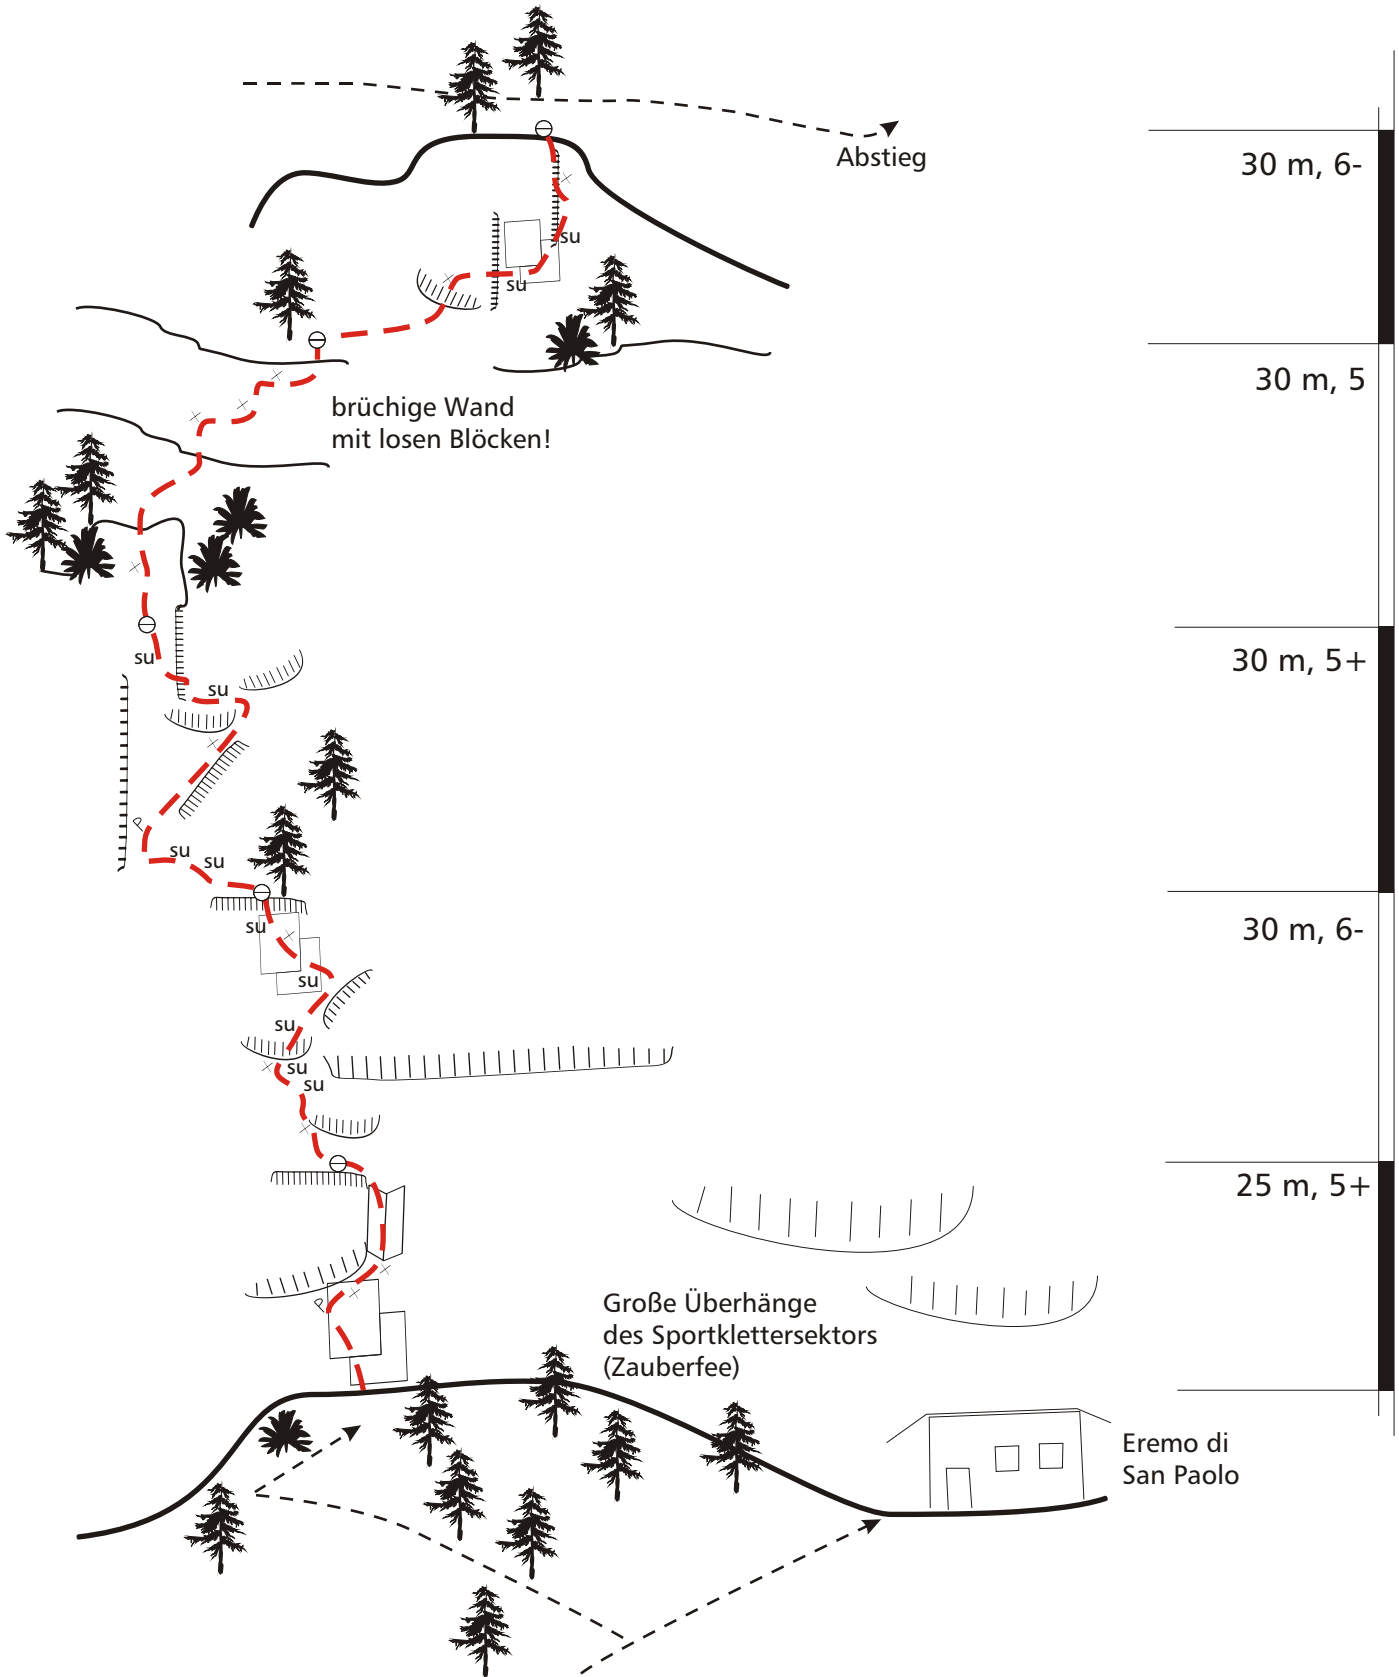 Abstieg
30 m, 6-
su
su
30 m, 5
brüchige Wand
mit losen Blöcken!
su
30 m, 5+
su
P
su
su
su
30 m, 6-
su
su
su
su
25 m, 5+
P
Große Überhänge
des Sportklettersektors
(Zauberfee)
Eremo di
San Paolo